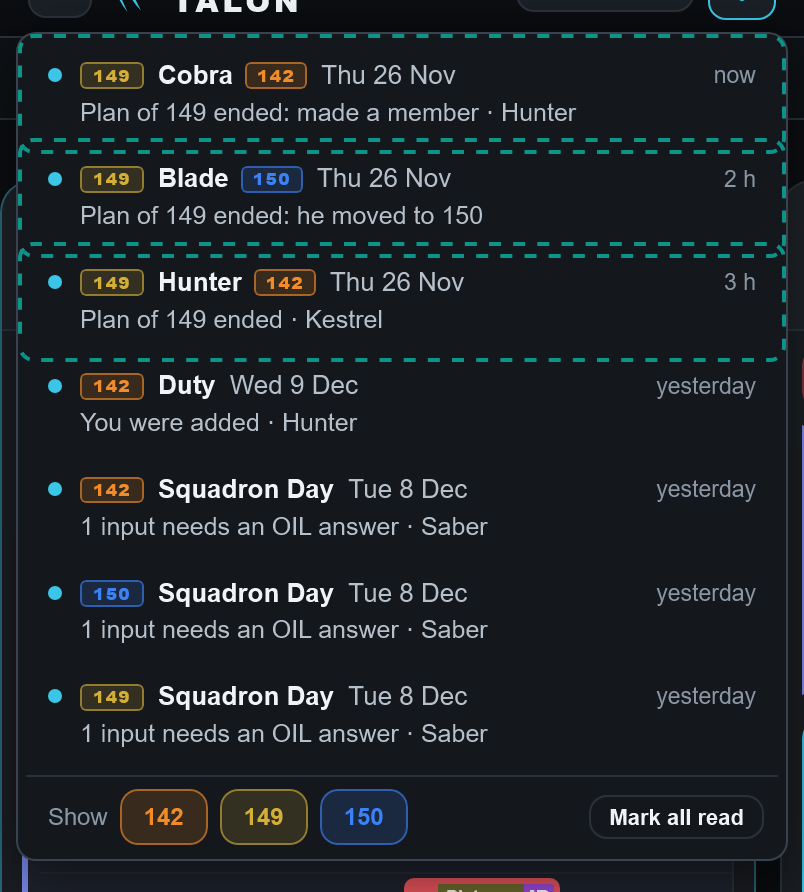 TALON
149 Cobra 142 Thu 26 Nov now
Plan of 149 ended: made a member · Hunter
149 Blade 150 Thu 26 Nov 2 h
Plan of 149 ended: he moved to 150
149 Hunter 142 Thu 26 Nov 3 h
Plan of 149 ended · Kestrel
142 Duty Wed 9 Dec yesterday
You were added · Hunter
142 Squadron Day Tue 8 Dec yesterday
1 input needs an OIL answer · Saber
150 Squadron Day Tue 8 Dec yesterday
1 input needs an OIL answer · Saber
149 Squadron Day Tue 8 Dec yesterday
1 input needs an OIL answer · Saber
Show 142 149 150 Mark all read